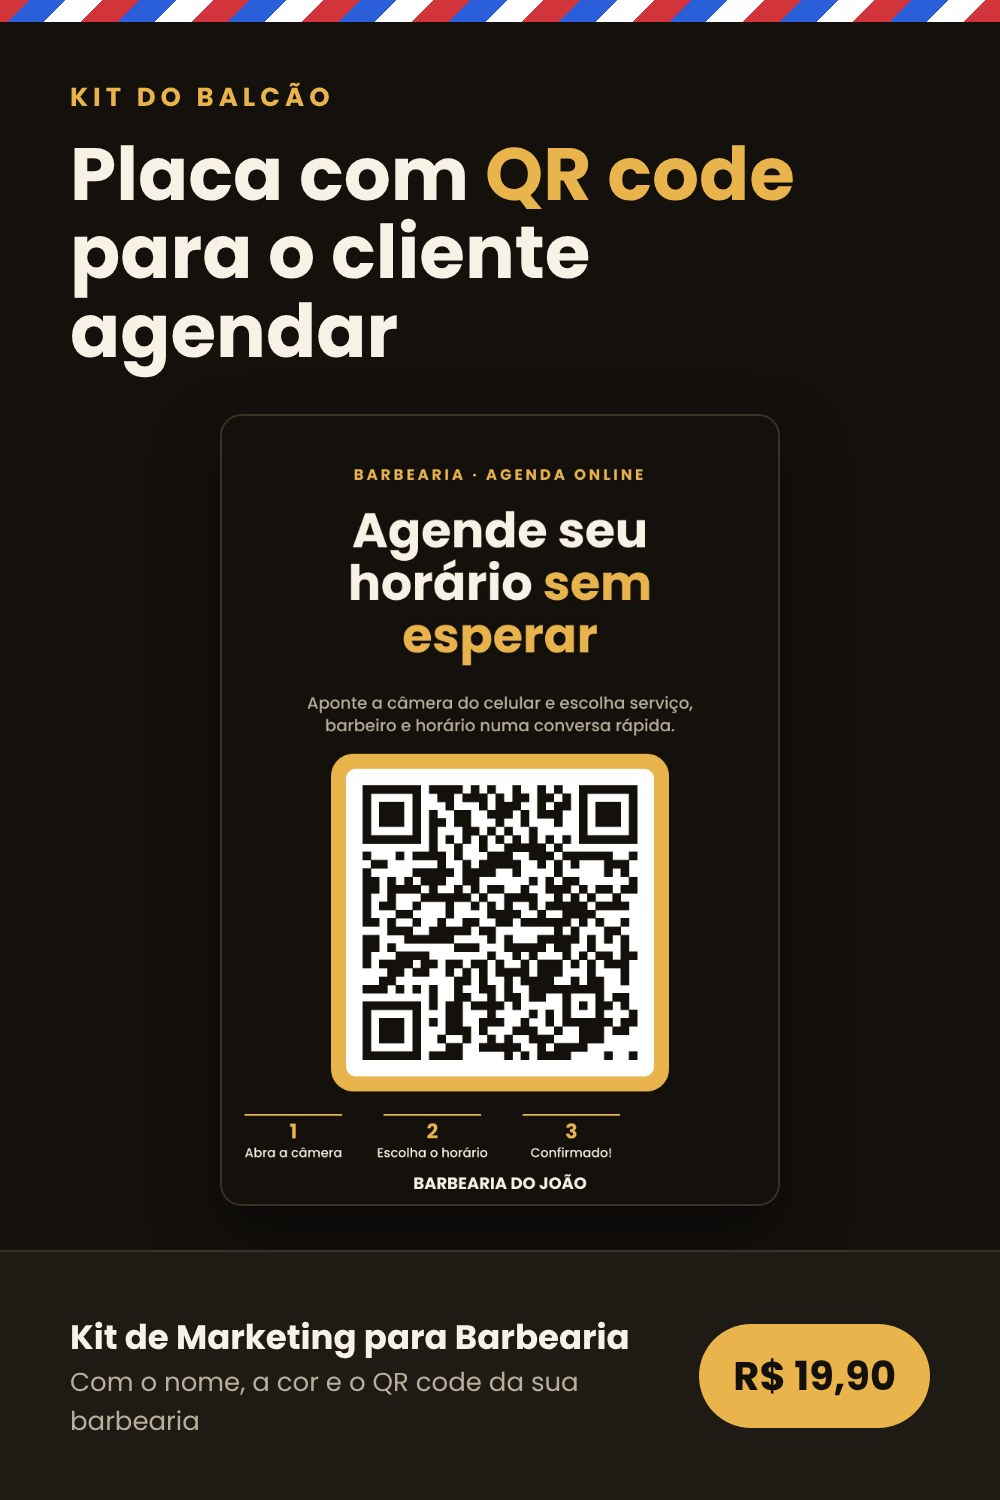 KIT DO BALCÃO
Placa com QR code
para o cliente
agendar
BARBEARIA · AGENDA ONLINE
Agende seu
horário sem
esperar
Aponte a câmera do celular e escolha serviço,
barbeiro e horário numa conversa rápida.
1
Abra a câmera
2
Escolha o horário
3
Confirmado!
BARBEARIA DO JOÃO
Kit de Marketing para Barbearia
Com o nome, a cor e o QR code da sua
barbearia
R$ 19,90